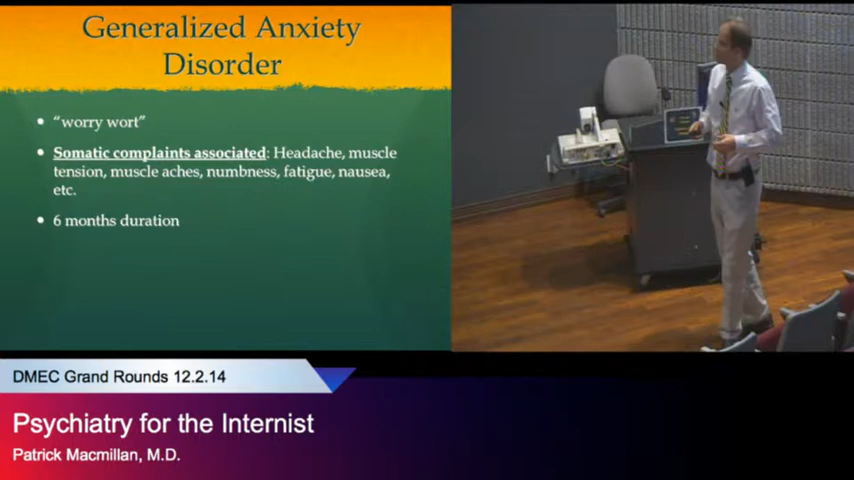 Generalized Anxiety
Disorder
• "worry wort"
• Somatic complaints associated: Headache, muscle
tension, muscle aches, numbness, fatigue, nausea,
etc.
• 6 months duration
DMEC Grand Rounds 12.2.14
Psychiatry for the Internist
Patrick Macmillan, M.D.